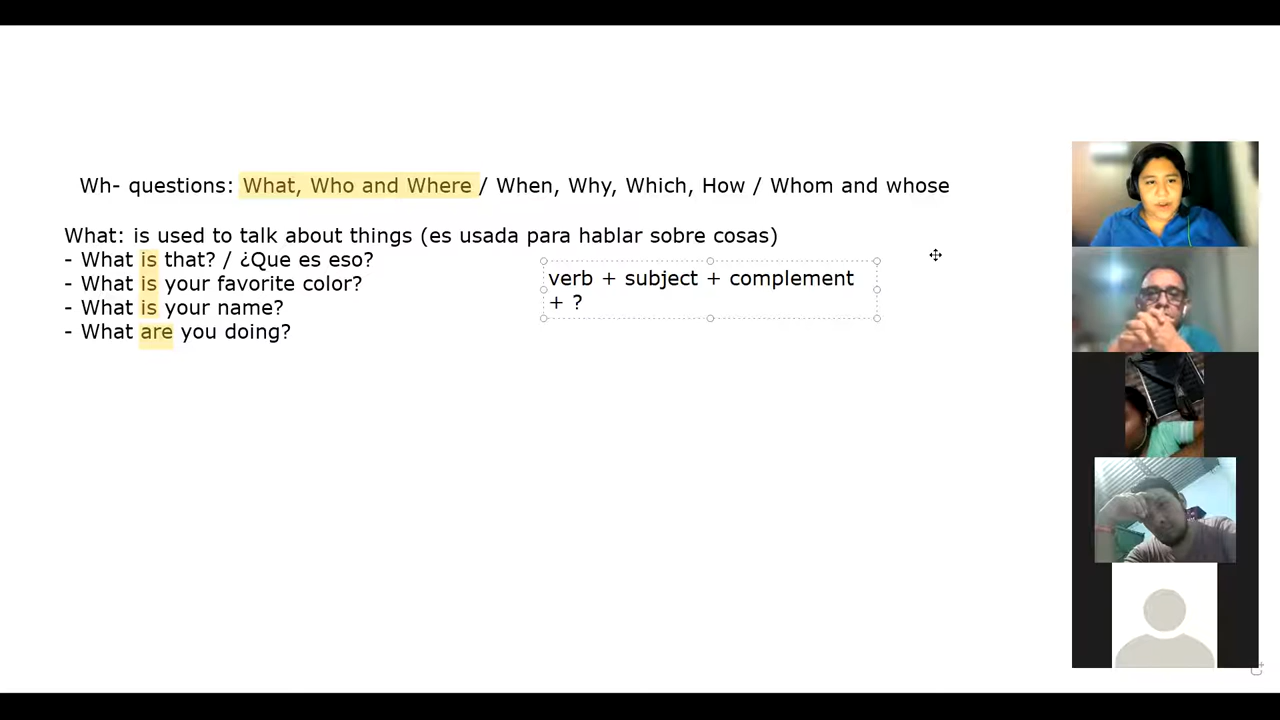 Wh- questions: What, Who and Where / When, Why, Which, How / Whom and whose
What: is used to talk about things (es usada para hablar sobre cosas)
- What is that? / ¿Que es eso?
- What is your favorite color?
- What is your name?
- What are you doing?
verb + subject + complement
+ ?